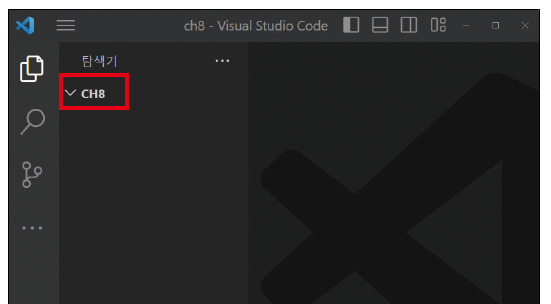 ch8 - Visual Studio Code
탐색기
CH8